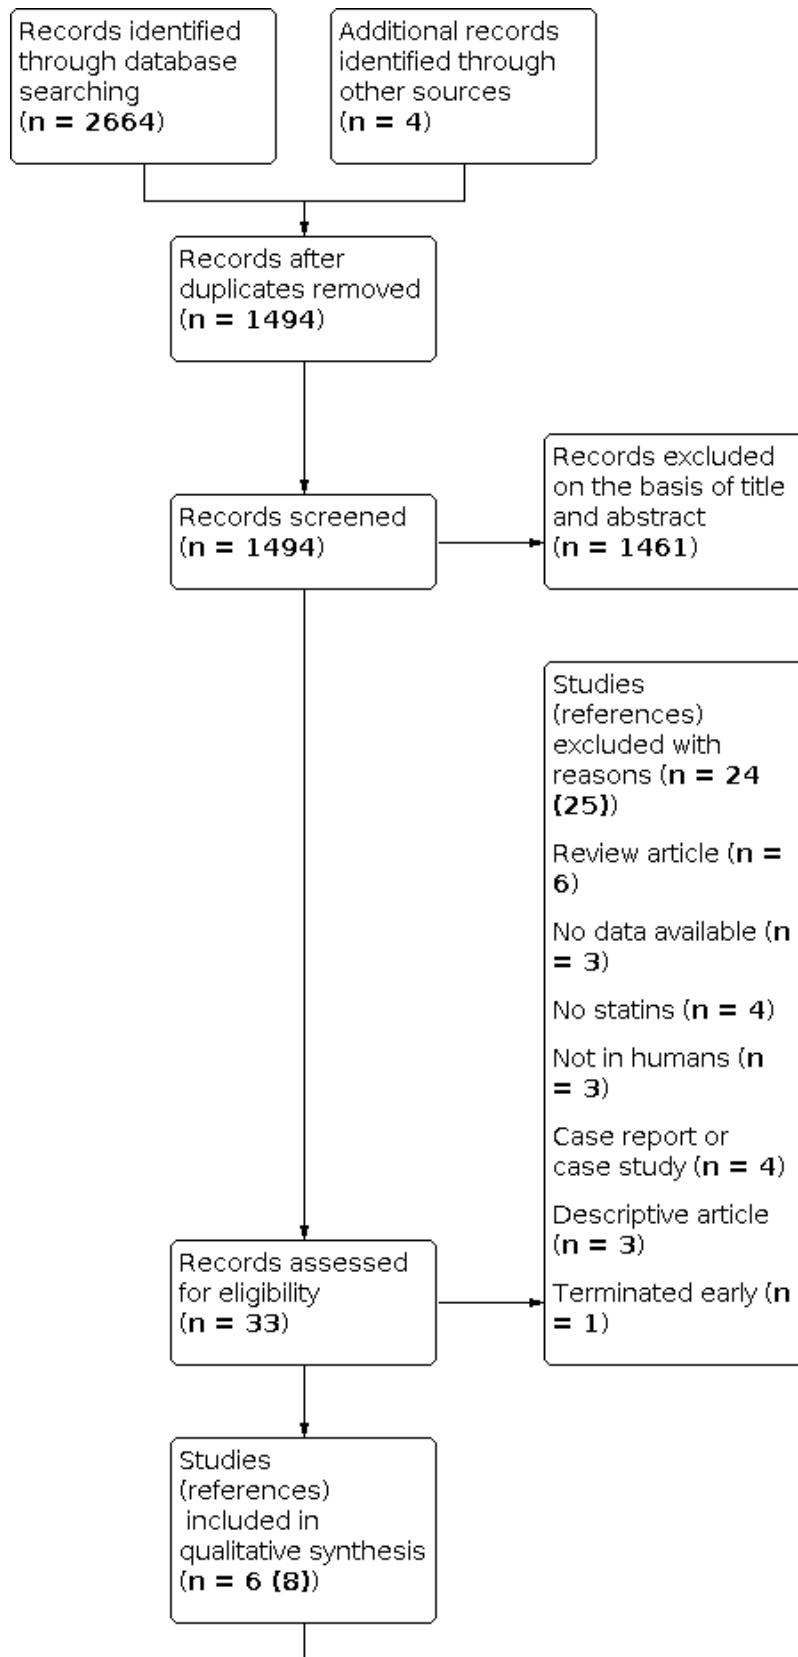 Records identified
through database
searching
(n = 2664)
Additional records
identified through
other sources
(n = 4)
Records after
duplicates removed
(n = 1494)
Records screened
(n = 1494)
Records excluded
on the basis of title
and abstract
(n = 1461)
Studies
(references)
excluded with
reasons (n = 24
(25))
Review article (n =
6)
No data available (n
= 3)
No statins (n = 4)
Not in humans (n
= 3)
Case report or
case study (n = 4)
Descriptive article
(n = 3)
Terminated early (n
= 1)
Records assessed
for eligibility
(n = 33)
Studies
(references)
included in
qualitative synthesis
(n = 6 (8))